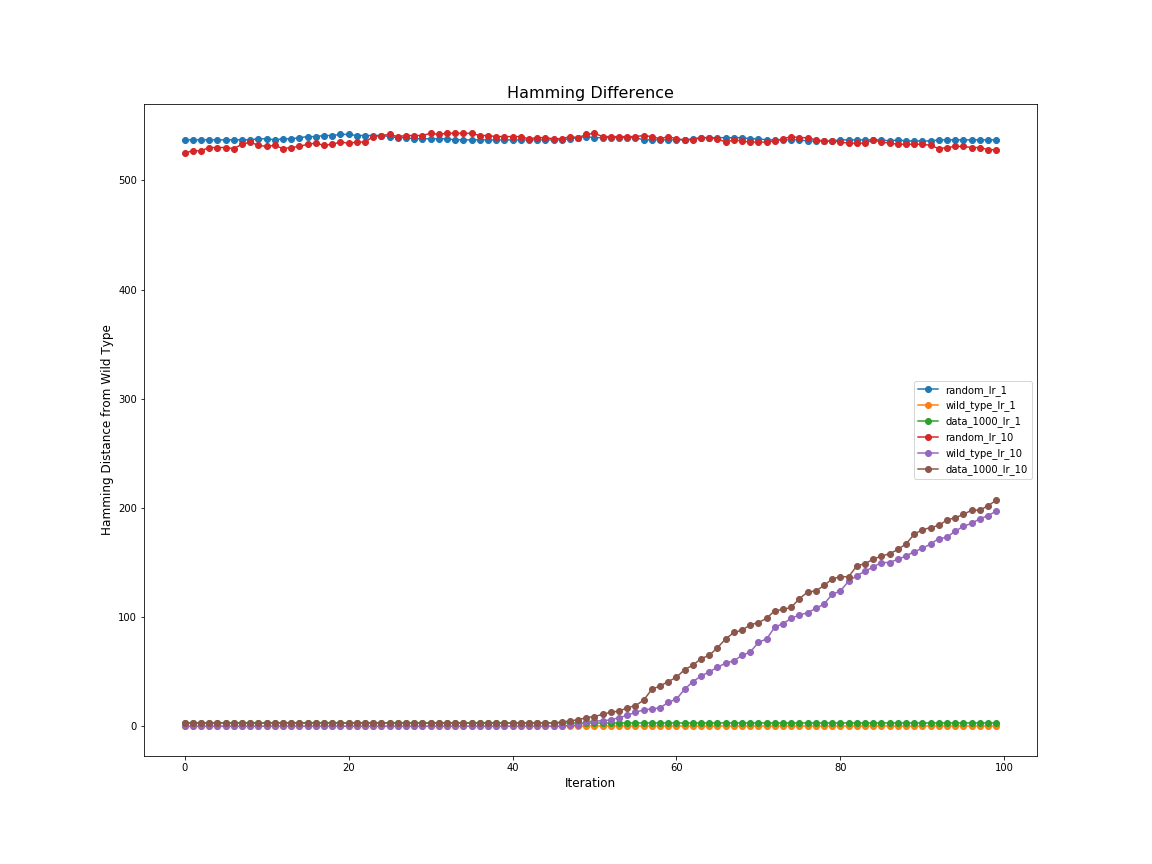 Hamming Difference
Hamming Distance from Wild Type
500
400
300
200
100
0
random_lr_1
wild_type_lr_1
data_1000_lr_1
random_lr_10
wild_type_lr_10
data_1000_lr_10
0 20 40 60 80 100
Iteration